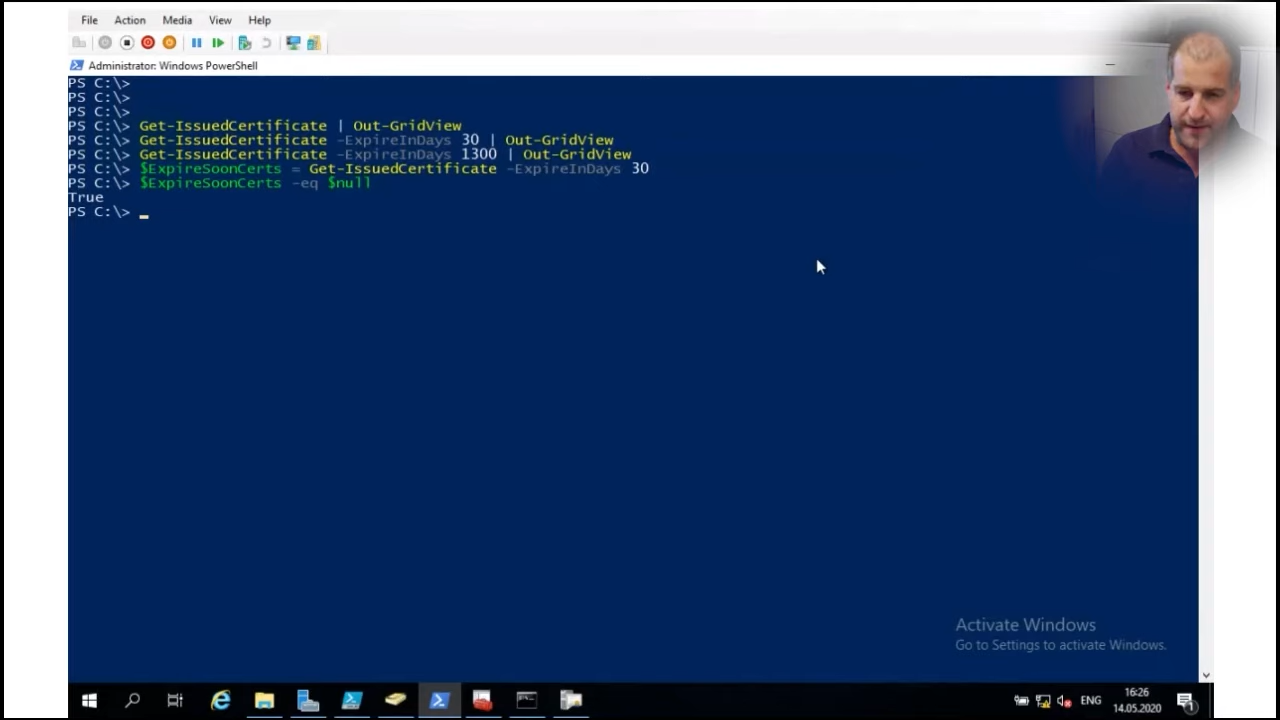 File Action Media View Help
Administrator: Windows PowerShell
PS C:\>
PS C:\>
PS C:\>
PS C:\> Get-IssuedCertificate | Out-GridView
PS C:\> Get-IssuedCertificate -ExpireInDays 30 | Out-GridView
PS C:\> Get-IssuedCertificate -ExpireInDays 1300 | Out-GridView
PS C:\> $ExpireSoonCerts = Get-IssuedCertificate -ExpireInDays 30
PS C:\> $ExpireSoonCerts -eq $null
True
PS C:\> _
Activate Windows
Go to Settings to activate Windows.
ENG
16:26
14.05.2020
1